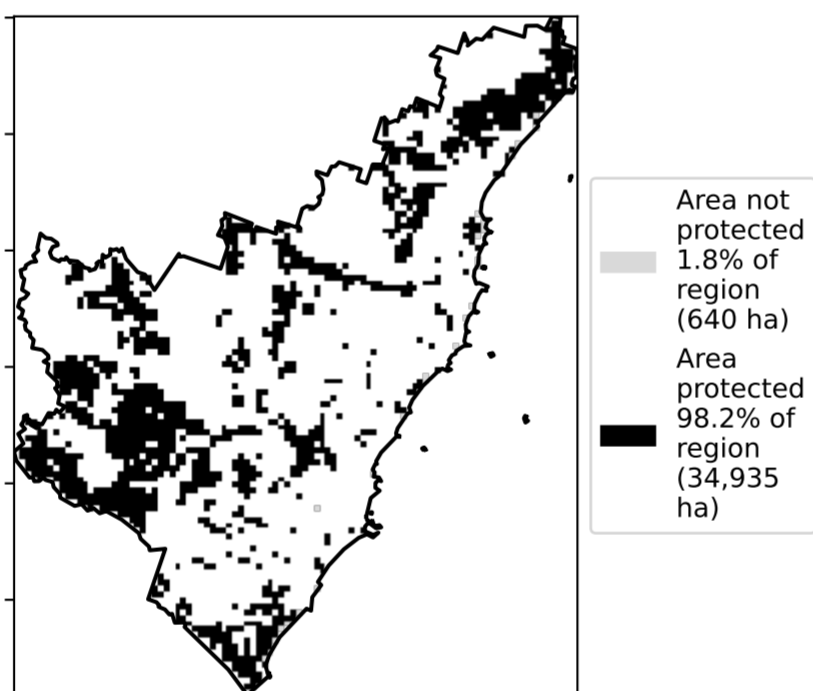 Area not
protected
1.8% of
region
(640 ha)
Area
protected
98.2% of
region
(34,935
ha)